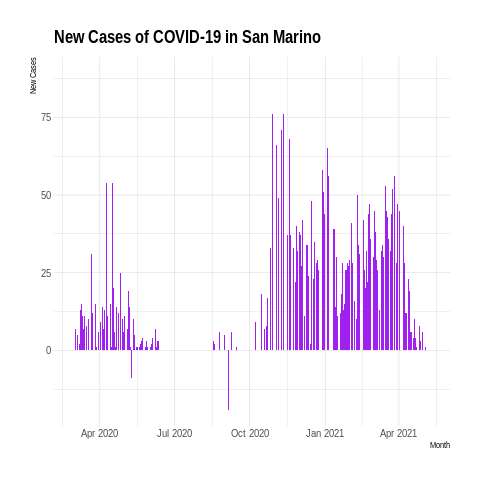 New Cases of COVID-19 in San Marino
New Cases
75
50
25
0
Apr 2020 Jul 2020 Oct 2020 Jan 2021 Apr 2021
Month